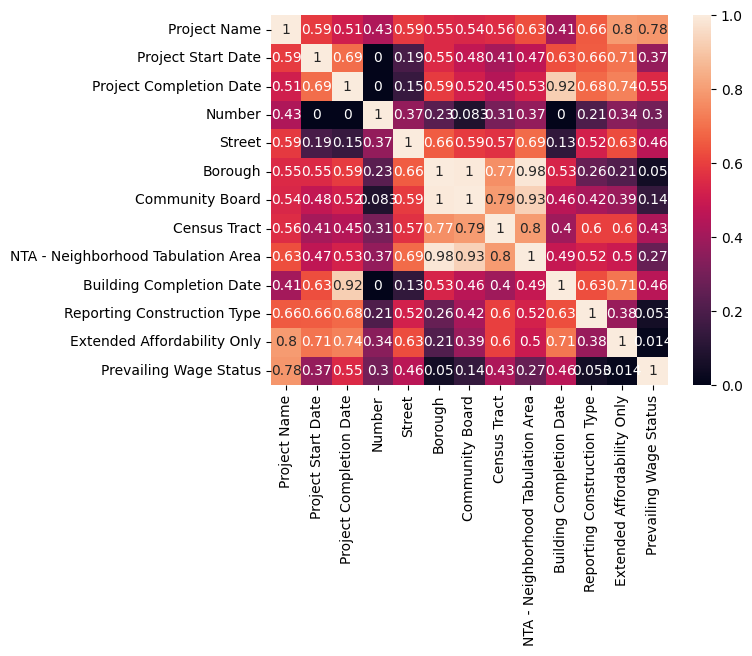 Project Name 1 0.59 0.51 0.43 0.59 0.55 0.54 0.56 0.63 0.41 0.66 0.8 0.78
Project Start Date 0.59 1 0.69 0 0.19 0.55 0.48 0.41 0.47 0.63 0.66 0.71 0.37
Project Completion Date 0.51 0.69 1 0 0.15 0.59 0.52 0.45 0.53 0.92 0.68 0.74 0.55
Number 0.43 0 0 1 0.37 0.23 0.083 0.31 0.37 0 0.21 0.34 0.3
Street 0.59 0.19 0.15 0.37 1 0.66 0.59 0.57 0.69 0.13 0.52 0.63 0.46
Borough 0.55 0.55 0.59 0.23 0.66 1 1 0.77 0.98 0.53 0.26 0.21 0.05
Community Board 0.54 0.48 0.52 0.083 0.59 1 1 0.79 0.93 0.46 0.42 0.39 0.14
Census Tract 0.56 0.41 0.45 0.31 0.57 0.77 0.79 1 0.8 0.4 0.6 0.6 0.43
NTA - Neighborhood Tabulation Area 0.63 0.47 0.53 0.37 0.69 0.98 0.93 0.8 1 0.49 0.52 0.5 0.27
Building Completion Date 0.41 0.63 0.92 0 0.13 0.53 0.46 0.4 0.49 1 0.63 0.71 0.46
Reporting Construction Type 0.66 0.66 0.68 0.21 0.52 0.26 0.42 0.6 0.52 0.63 1 0.38 0.053
Extended Affordability Only 0.8 0.71 0.74 0.34 0.63 0.21 0.39 0.6 0.5 0.71 0.38 1 0.014
Prevailing Wage Status 0.78 0.37 0.55 0.3 0.46 0.05 0.14 0.43 0.27 0.46 0.053 0.014 1
Project Name
Project Start Date
Project Completion Date
Number
Street
Borough
Community Board
Census Tract
NTA - Neighborhood Tabulation Area
Building Completion Date
Reporting Construction Type
Extended Affordability Only
Prevailing Wage Status
1.0
0.8
0.6
0.4
0.2
0.0